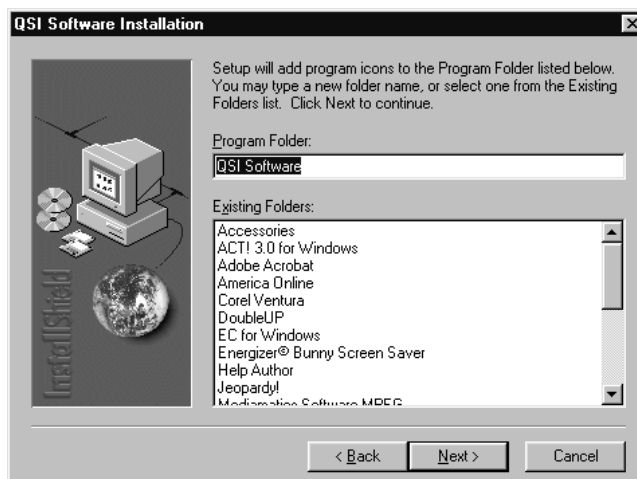 QSI Software Installation
Setup will add program icons to the Program Folder listed below.
You may type a new folder name, or select one from the Existing
Folders list. Click Next to continue.
Program Folder:
QSI Software
Existing Folders:
Accessories
ACT! 3.0 for Windows
Adobe Acrobat
America Online
Corel Ventura
DoubleUP
EC for Windows
Energizer® Bunny Screen Saver
Help Author
Jeopardy!
Mediamatics Software MPEG
InstallShield
< Back
Next >
Cancel